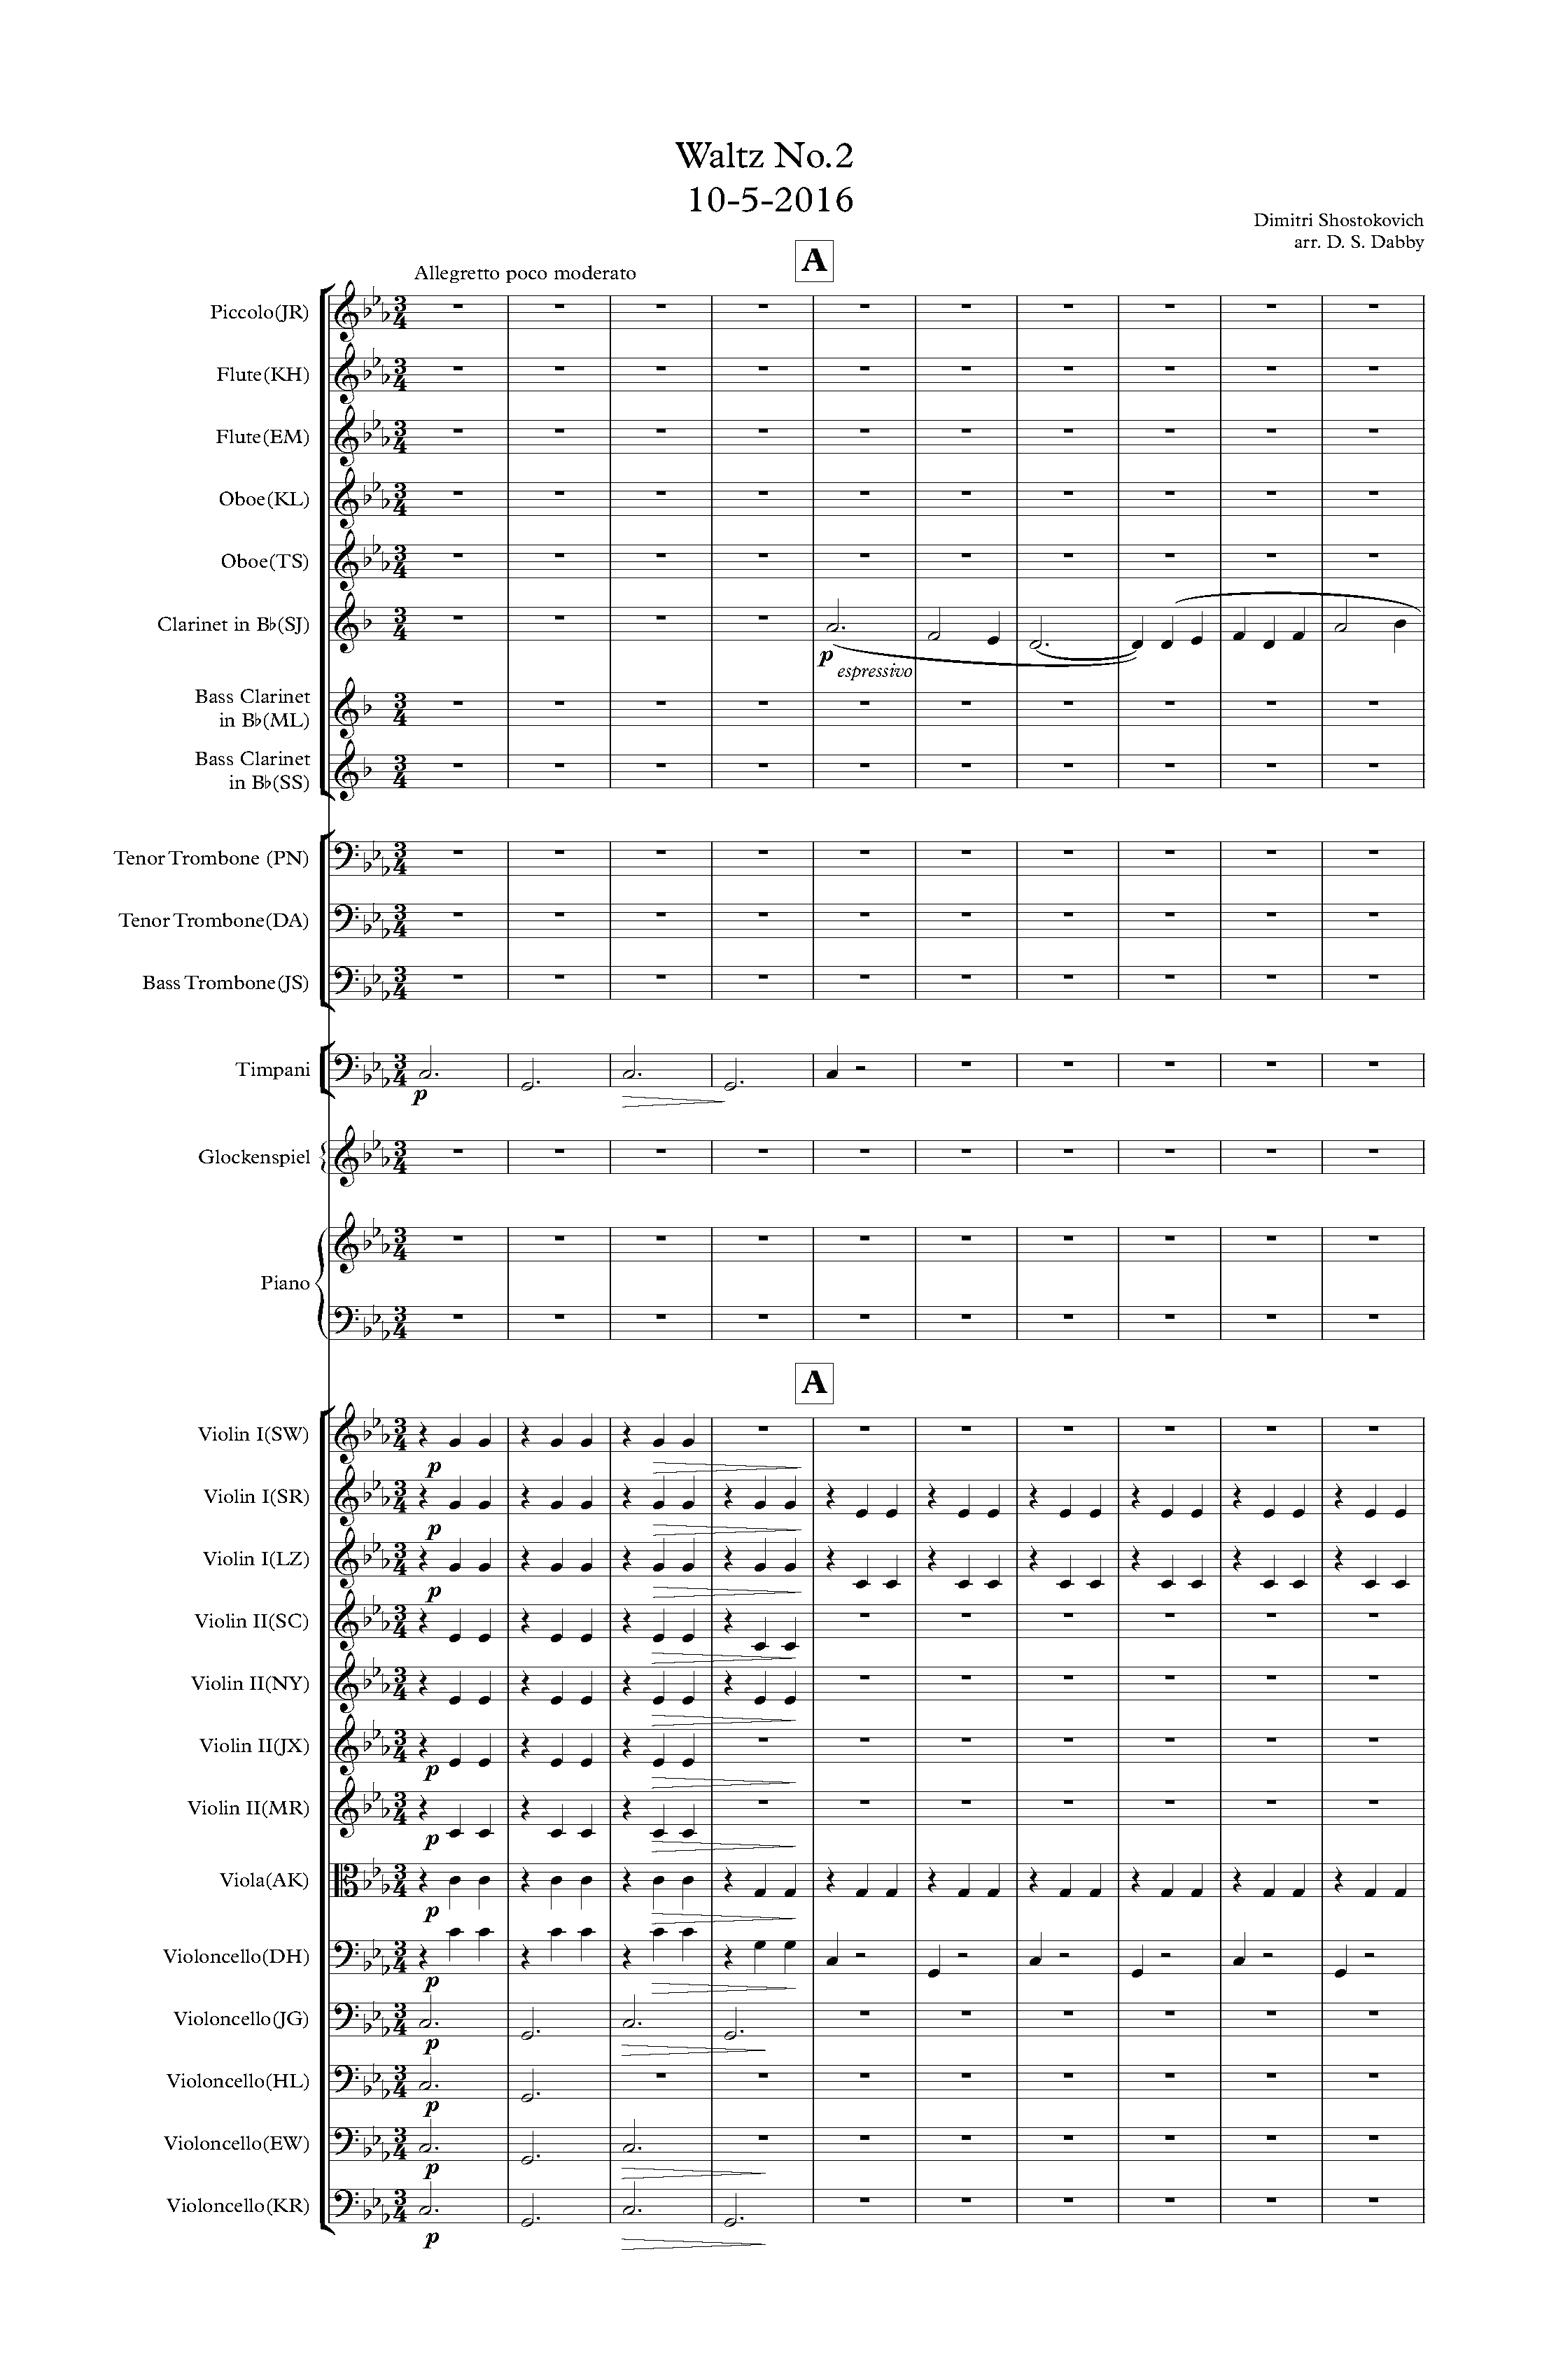 Waltz No.2
10-5-2016
Dimitri Shostokovich
arr. D. S. Dabby
A
Allegretto poco moderato
Piccolo(JR)
Flute(KH)
Flute(EM)
Oboe(KL)
Oboe(TS)
Clarinet in B♭(SJ)
p
espressivo
Bass Clarinet
in B♭(ML)
Bass Clarinet
in B♭(SS)
Tenor Trombone (PN)
Tenor Trombone(DA)
Bass Trombone(JS)
Timpani
p
Glockenspiel
Piano
A
Violin I(SW)
p
Violin I(SR)
p
Violin I(LZ)
p
Violin II(SC)
Violin II(NY)
Violin II(JX)
p
Violin II(MR)
p
Viola(AK)
p
Violoncello(DH)
p
Violoncello(JG)
p
Violoncello(HL)
p
Violoncello(EW)
p
Violoncello(KR)
p